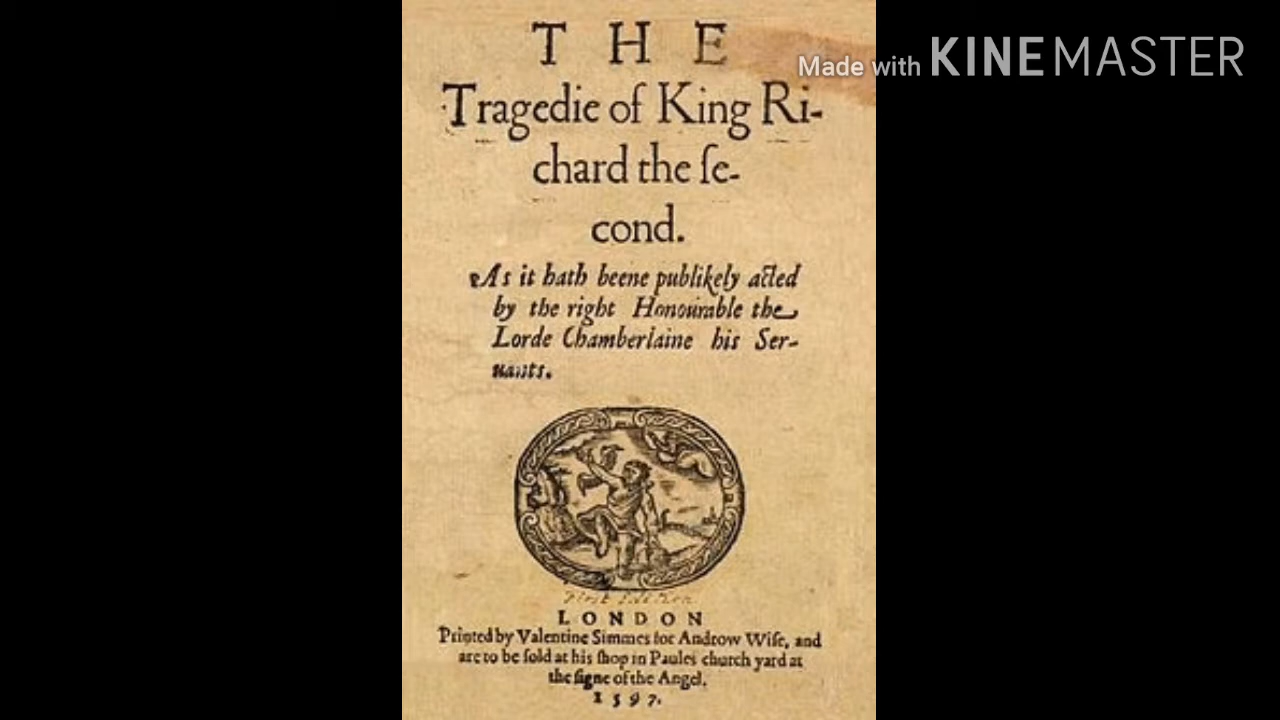 THE
Made with KINEMASTER
Tragedie of King Ri-
chard the ſe-
cond.
As it hath beene publikely acted
by the right Honourable the
Lorde Chamberlaine his Ser-
uants.
First Edition
LONDON
Printed by Valentine Simmes for Androw Wiſe, and
are to be ſold at his ſhop in Paules church yard at
the ſigne of the Angel.
1597.